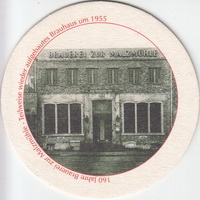 BRAUEREI ZUR MALZMÜHLE
160 Jahre Brauerei zur Malzmühle - Teilweise wieder aufgebautes Brauhaus um 1955